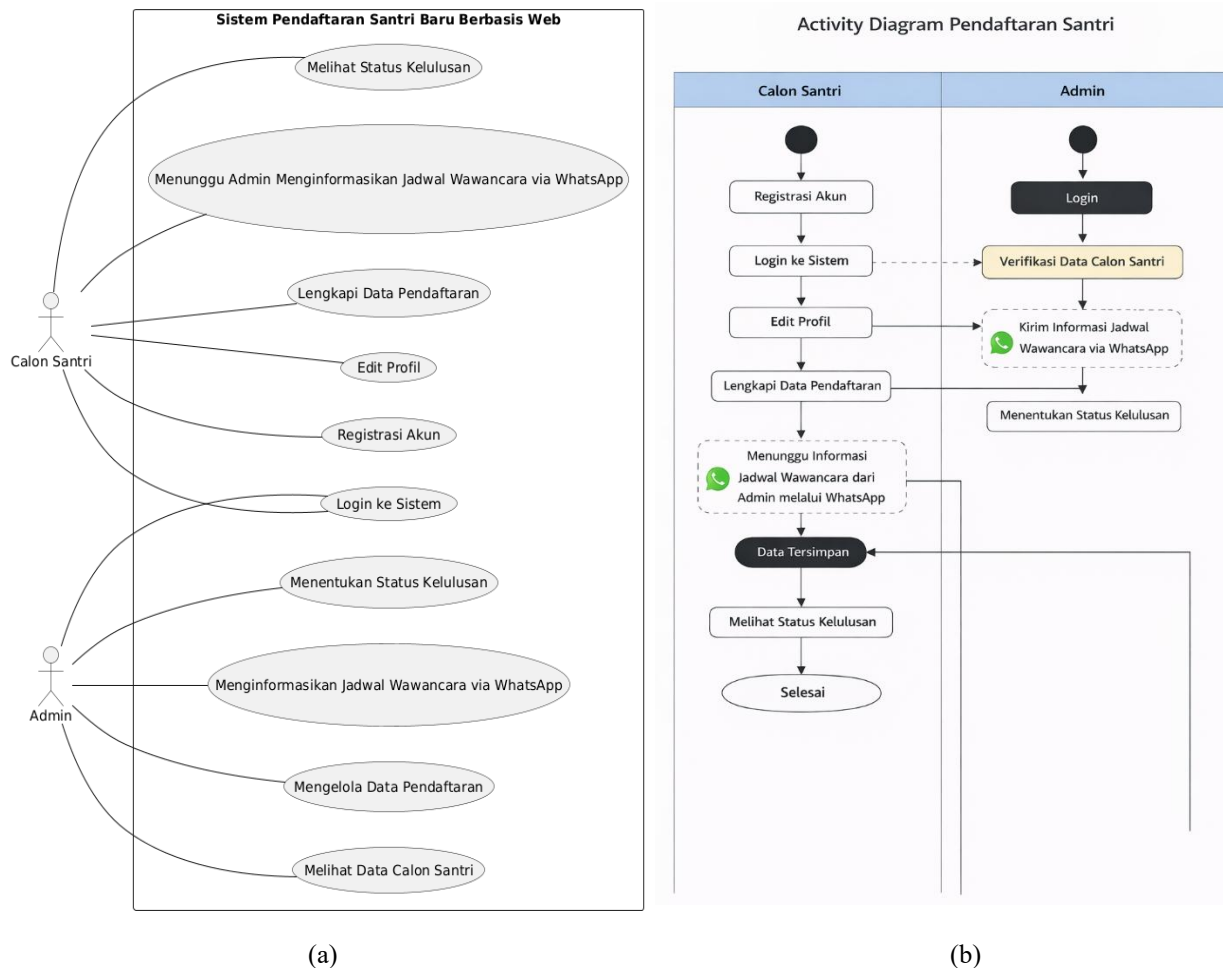 Sistem Pendaftaran Santri Baru Berbasis Web
Melihat Status Kelulusan
Menunggu Admin Menginformasikan Jadwal Wawancara via WhatsApp
Lengkapi Data Pendaftaran
Calon Santri
Edit Profil
Registrasi Akun
Login ke Sistem
Menentukan Status Kelulusan
Menginformasikan Jadwal Wawancara via WhatsApp
Admin
Mengelola Data Pendaftaran
Melihat Data Calon Santri
(a)
Activity Diagram Pendaftaran Santri
Calon Santri
Admin
Registrasi Akun
Login
Login ke Sistem
Verifikasi Data Calon Santri
Edit Profil
Kirim Informasi Jadwal
Wawancara via WhatsApp
Lengkapi Data Pendaftaran
Menentukan Status Kelulusan
Menunggu Informasi
Jadwal Wawancara dari
Admin melalui WhatsApp
Data Tersimpan
Melihat Status Kelulusan
Selesai
(b)